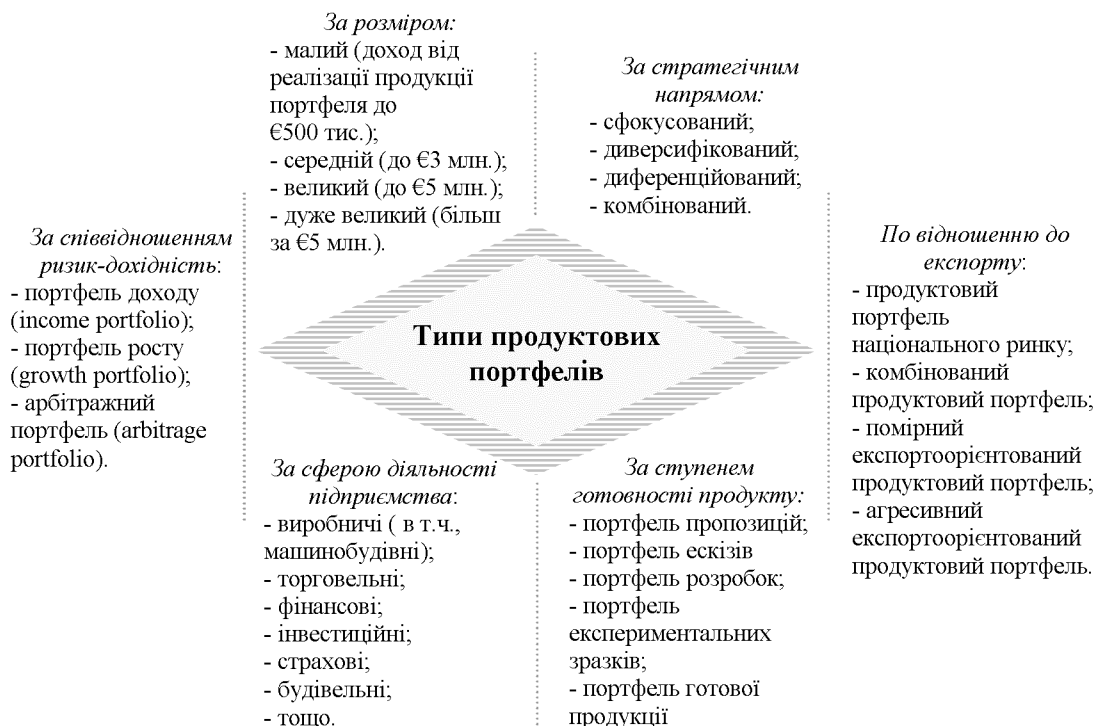 За розміром:
- малий (доход від
реалізації продукції
портфеля до
€500 тис.);
- середній (до €3 млн.);
- великий (до €5 млн.);
- дуже великий (більш
за €5 млн.).
За стратегічним
напрямом:
- сфокусований;
- диверсифікований;
- диференційований;
- комбінований.
За співвідношенням
ризик-дохідність:
- портфель доходу
(income portfolio);
- портфель росту
(growth portfolio);
- арбітражний
портфель (arbitrage
portfolio).
Типи продуктових
портфелів
По відношенню до
експорту:
- продуктовий
портфель
національного ринку;
- комбінований
продуктовий портфель;
- помірний
експортоорієнтований
продуктовий портфель;
- агресивний
експортоорієнтований
продуктовий портфель.
За сферою діяльності
підприємства:
- виробничі ( в т.ч.,
машинобудівні);
- торговельні;
- фінансові;
- інвестиційні;
- страхові;
- будівельні;
- тощо.
За ступенем
готовності продукту:
- портфель пропозицій;
- портфель ескізів
- портфель розробок;
- портфель
експериментальних
зразків;
- портфель готової
продукції